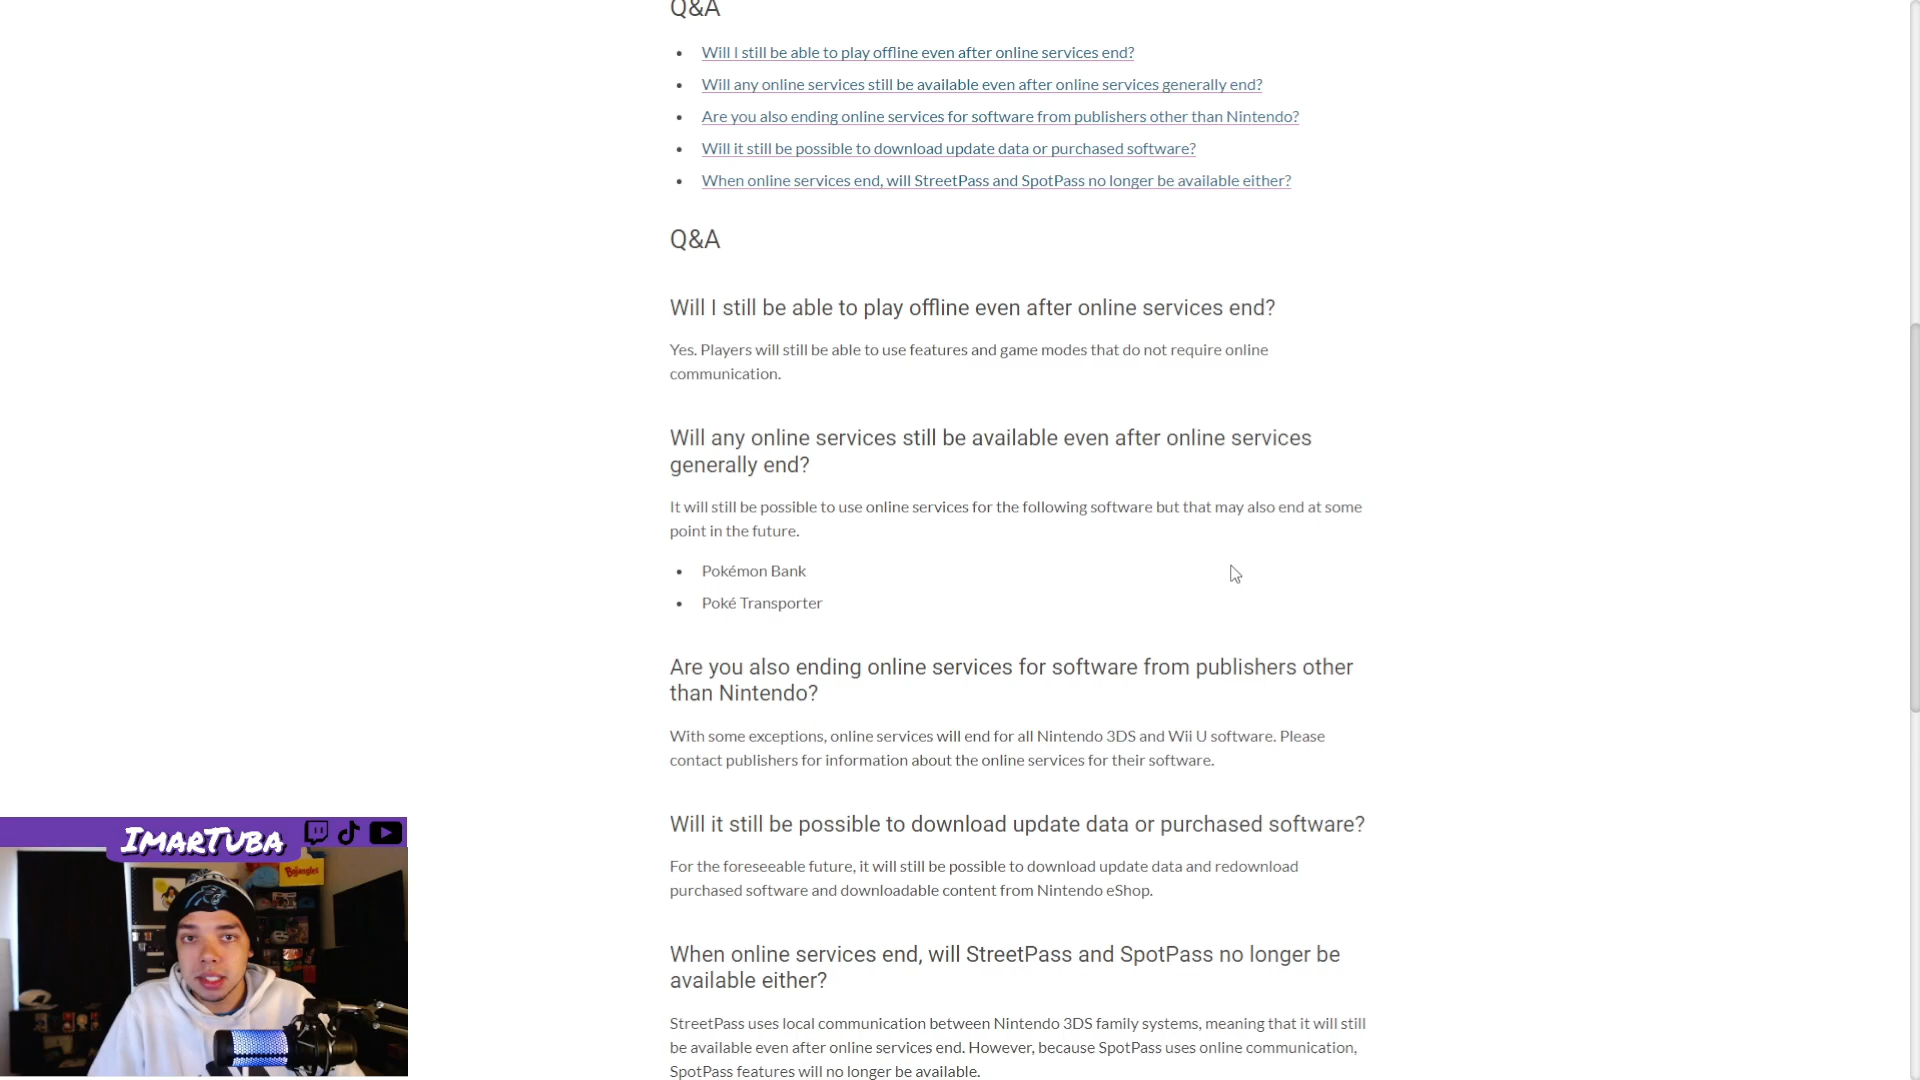 Q&A
• Will I still be able to play offline even after online services end?
• Will any online services still be available even after online services generally end?
• Are you also ending online services for software from publishers other than Nintendo?
• Will it still be possible to download update data or purchased software?
• When online services end, will StreetPass and SpotPass no longer be available either?
Q&A
Will I still be able to play offline even after online services end?
Yes. Players will still be able to use features and game modes that do not require online
communication.
Will any online services still be available even after online services
generally end?
It will still be possible to use online services for the following software but that may also end at some
point in the future.
• Pokémon Bank
• Poké Transporter
Are you also ending online services for software from publishers other
than Nintendo?
With some exceptions, online services will end for all Nintendo 3DS and Wii U software. Please
contact publishers for information about the online services for their software.
Will it still be possible to download update data or purchased software?
For the foreseeable future, it will still be possible to download update data and redownload
purchased software and downloadable content from Nintendo eShop.
When online services end, will StreetPass and SpotPass no longer be
available either?
StreetPass uses local communication between Nintendo 3DS family systems, meaning that it will still
be available even after online services end. However, because SpotPass uses online communication,
SpotPass features will no longer be available.
ImarTuba
Bojangles